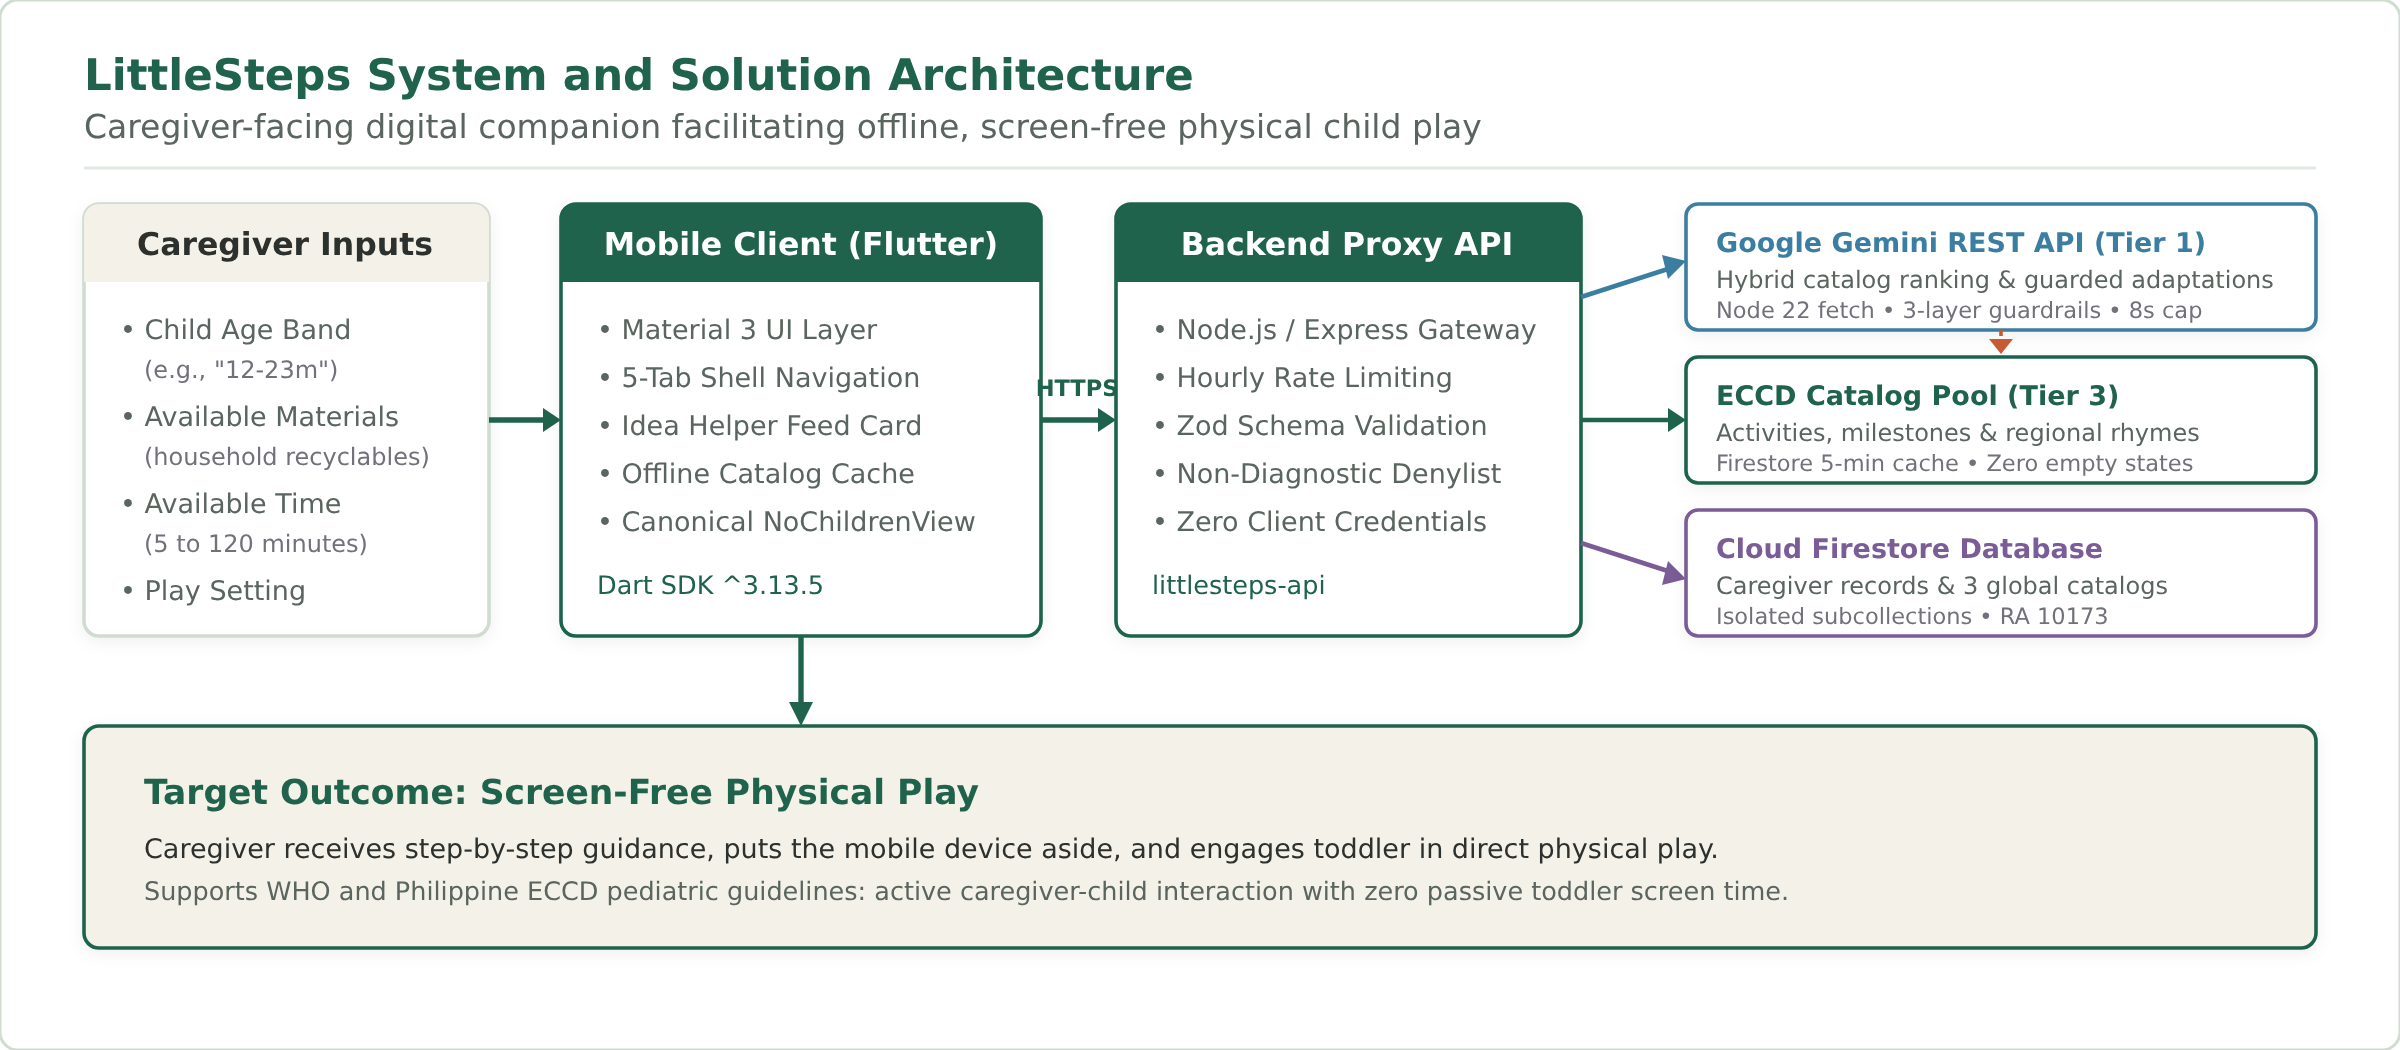 LittleSteps System and Solution Architecture
Caregiver-facing digital companion facilitating offline, screen-free physical child play
Caregiver Inputs
• Child Age Band
(e.g., "12-23m")
• Available Materials
(household recyclables)
• Available Time
(5 to 120 minutes)
• Play Setting
Mobile Client (Flutter)
• Material 3 UI Layer
• 5-Tab Shell Navigation
• Idea Helper Feed Card
• Offline Catalog Cache
• Canonical NoChildrenView
Dart SDK ^3.13.5
HTTPS
Backend Proxy API
• Node.js / Express Gateway
• Hourly Rate Limiting
• Zod Schema Validation
• Non-Diagnostic Denylist
• Zero Client Credentials
littlesteps-api
Google Gemini REST API (Tier 1)
Hybrid catalog ranking & guarded adaptations
Node 22 fetch • 3-layer guardrails • 8s cap
ECCD Catalog Pool (Tier 3)
Activities, milestones & regional rhymes
Firestore 5-min cache • Zero empty states
Cloud Firestore Database
Caregiver records & 3 global catalogs
Isolated subcollections • RA 10173
Target Outcome: Screen-Free Physical Play
Caregiver receives step-by-step guidance, puts the mobile device aside, and engages toddler in direct physical play.
Supports WHO and Philippine ECCD pediatric guidelines: active caregiver-child interaction with zero passive toddler screen time.